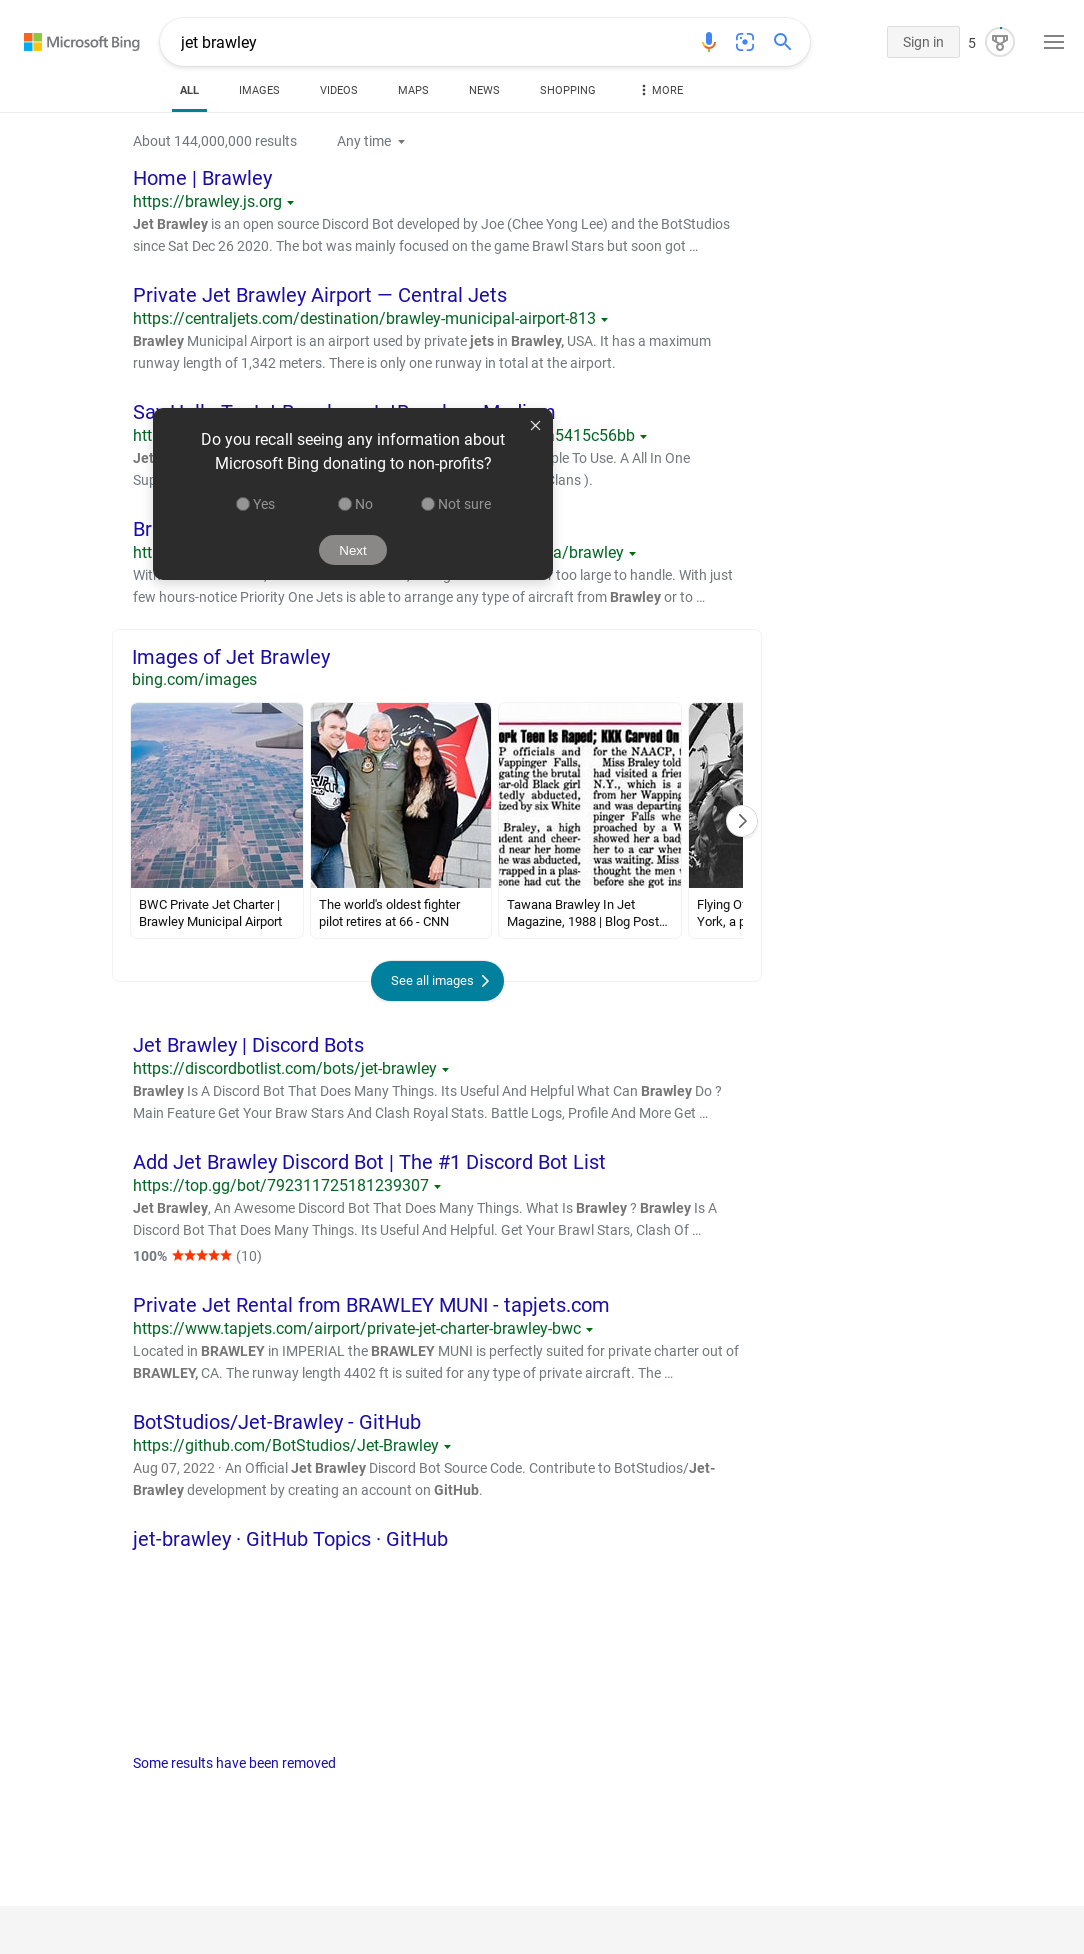 Microsoft Bing
jet brawley
Sign in
5
ALL
IMAGES
VIDEOS
MAPS
NEWS
SHOPPING
MORE
About 144,000,000 results
Any time
Home | Brawley
https://brawley.js.org
Jet Brawley is an open source Discord Bot developed by Joe (Chee Yong Lee) and the BotStudios
since Sat Dec 26 2020. The bot was mainly focused on the game Brawl Stars but soon got ...
Private Jet Brawley Airport — Central Jets
https://centraljets.com/destination/brawley-municipal-airport-813
Brawley Municipal Airport is an airport used by private jets in Brawley, USA. It has a maximum
runway length of 1,342 meters. There is only one runway in total at the airport.
5415c56bb
Jet
To Use. A All In One
Clans ).
Do you recall seeing any information about
Microsoft Bing donating to non-profits?
Yes
No
Not sure
Next
Br
a/brawley
too large to handle. With just
few hours-notice Priority One Jets is able to arrange any type of aircraft from Brawley or to ...
Images of Jet Brawley
bing.com/images
ork Teen Is Raped; KKK Carved On
P officials and
Wappinger Falls,
gating the brutal
ear-old Black girl
tedly abducted,
ized by six White
Braley, a high
udent and cheer-
d near her home
he was abducted,
wrapped in a plas-
eone had cut the
for the NAACP,
Miss Braley told
had visited a frie
N.Y., which is a
from her Wapping
and was departing
ger Falls whe
proached by a W
showed her a bad
her to a car whe
was waiting. Miss
thought the men
before she got ins
BWC Private Jet Charter |
Brawley Municipal Airport
The world's oldest fighter
pilot retires at 66 - CNN
Tawana Brawley In Jet
Magazine, 1988 | Blog Post...
Flying O
York, a p
See all images
Jet Brawley | Discord Bots
https://discordbotlist.com/bots/jet-brawley
Brawley Is A Discord Bot That Does Many Things. Its Useful And Helpful What Can Brawley Do ?
Main Feature Get Your Braw Stars And Clash Royal Stats. Battle Logs, Profile And More Get ...
Add Jet Brawley Discord Bot | The #1 Discord Bot List
https://top.gg/bot/792311725181239307
Jet Brawley, An Awesome Discord Bot That Does Many Things. What Is Brawley ? Brawley Is A
Discord Bot That Does Many Things. Its Useful And Helpful. Get Your Brawl Stars, Clash Of ...
100% ★★★★★ (10)
Private Jet Rental from BRAWLEY MUNI - tapjets.com
https://www.tapjets.com/airport/private-jet-charter-brawley-bwc
Located in BRAWLEY in IMPERIAL the BRAWLEY MUNI is perfectly suited for private charter out of
BRAWLEY, CA. The runway length 4402 ft is suited for any type of private aircraft. The ...
BotStudios/Jet-Brawley - GitHub
https://github.com/BotStudios/Jet-Brawley
Aug 07, 2022 · An Official Jet Brawley Discord Bot Source Code. Contribute to BotStudios/Jet-
Brawley development by creating an account on GitHub.
jet-brawley · GitHub Topics · GitHub
Some results have been removed